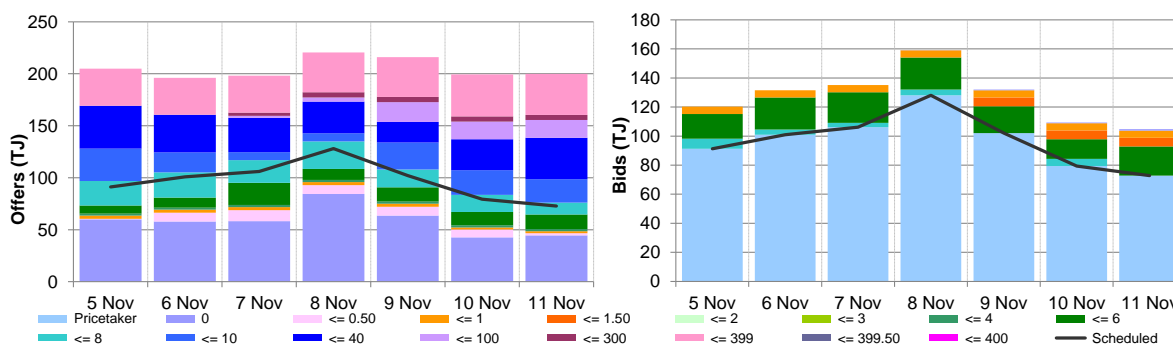 250
200
150
100
50
0
Offers (TJ)
5 Nov 6 Nov 7 Nov 8 Nov 9 Nov 10 Nov 11 Nov
180
160
140
120
100
80
60
40
20
0
Bids (TJ)
5 Nov 6 Nov 7 Nov 8 Nov 9 Nov 10 Nov 11 Nov
Pricetaker 0 <= 0.50 <= 1 <= 1.50 <= 2 <= 3 <= 4 <= 6
<= 8 <= 10 <= 40 <= 100 <= 300 <= 399 <= 399.50 <= 400 Scheduled